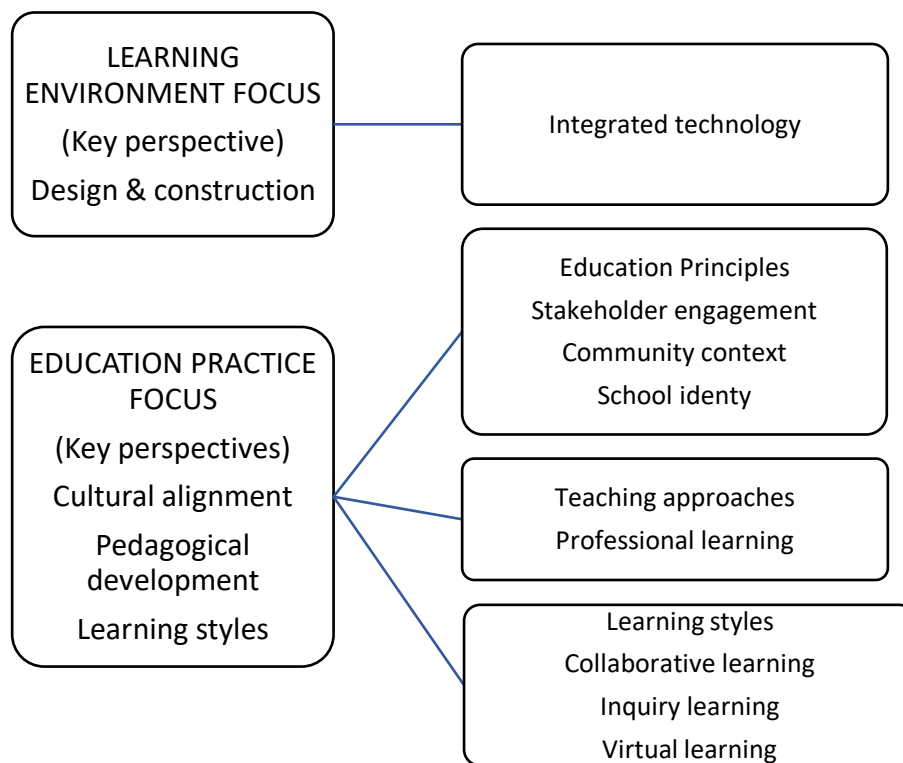 LEARNING
ENVIRONMENT FOCUS
(Key perspective)
Design & construction
Integrated technology
EDUCATION PRACTICE
FOCUS
(Key perspectives)
Cultural alignment
Pedagogical
development
Learning styles
Education Principles
Stakeholder engagement
Community context
School identy
Teaching approaches
Professional learning
Learning styles
Collaborative learning
Inquiry learning
Virtual learning